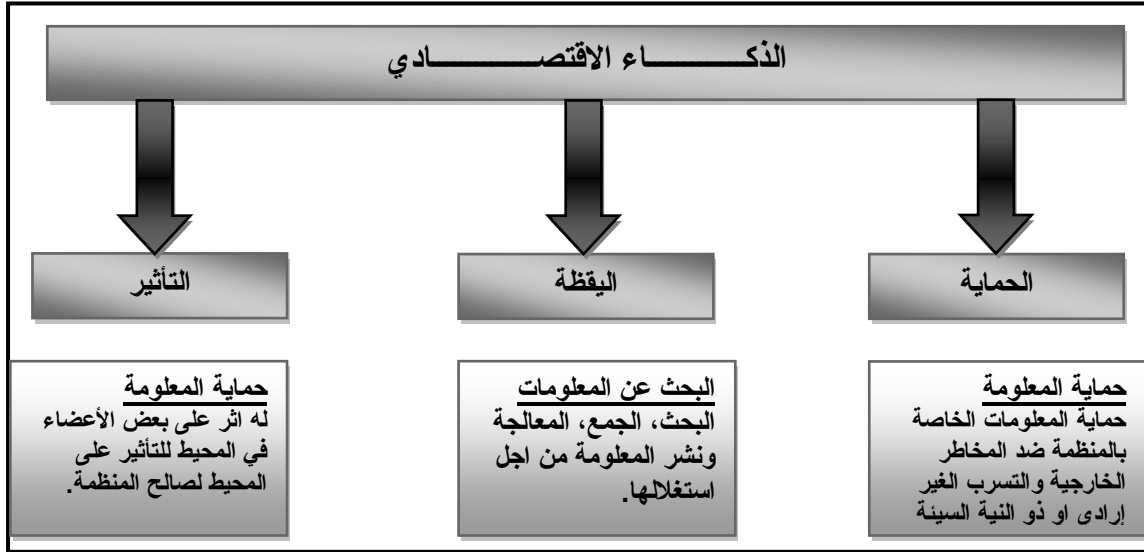 الذكاء الاقتصادي
الحماية
اليقظة
التأثير
حماية المعلومة
حماية المعلومات الخاصة
بالمنظمة ضد المخاطر
الخارجية والتسرب الغير
إرادى او ذو النية السيئة
البحث عن المعلومات
البحث، الجمع، المعالجة
ونشر المعلومة من اجل
استغلالها.
حماية المعلومة
له اثر على بعض الأعضاء
في المحيط للتأثير على
المحيط لصالح المنظمة.